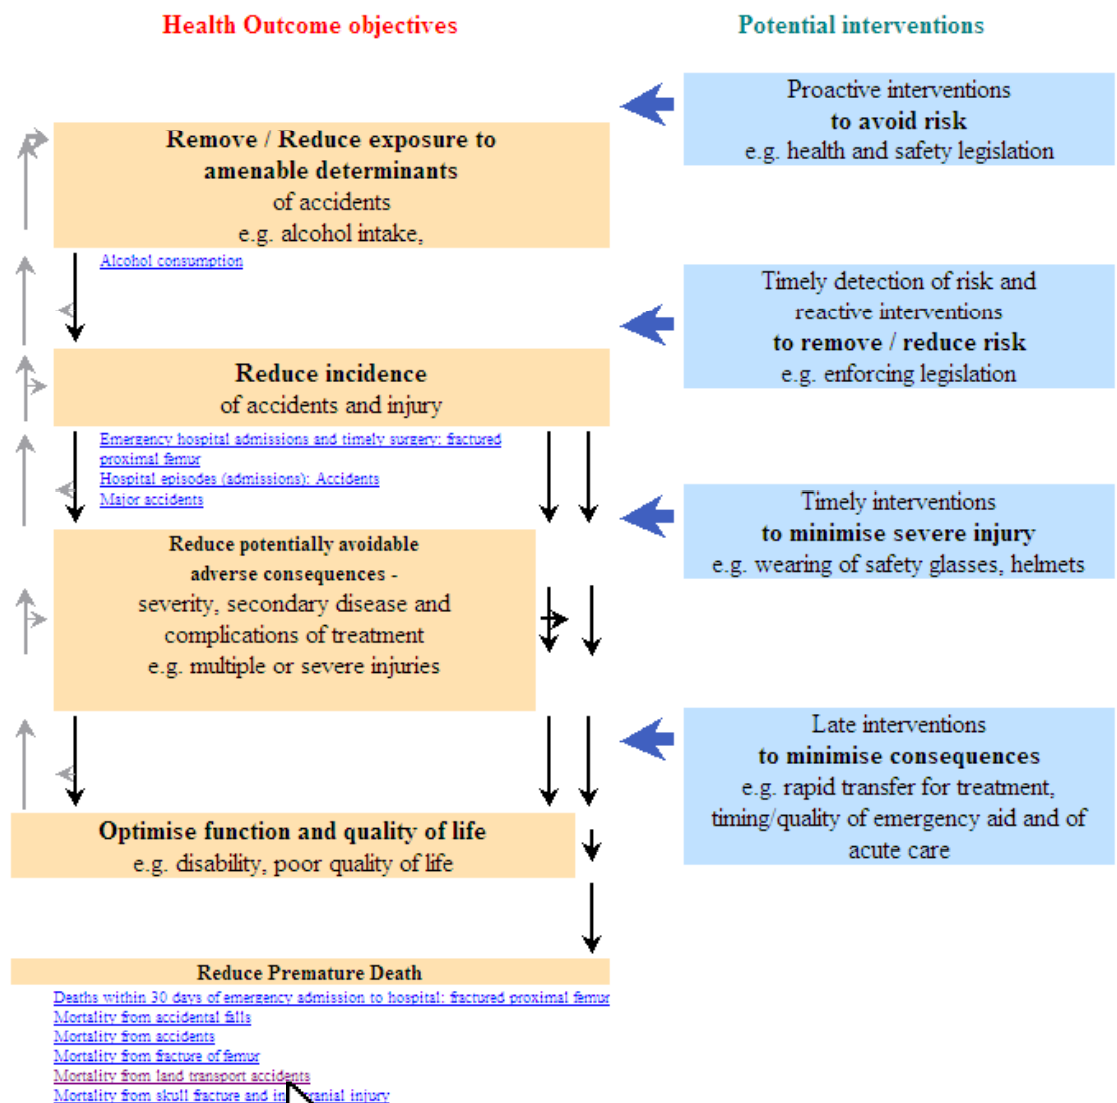 Health Outcome objectives
Potential interventions
Proactive interventions
to avoid risk
e.g. health and safety legislation
Remove / Reduce exposure to
amenable determinants
of accidents
e.g. alcohol intake,
Alcohol consumption
Timely detection of risk and
reactive interventions
to remove / reduce risk
e.g. enforcing legislation
Reduce incidence
of accidents and injury
Emergency hospital admissions and timely surgery: fractured
proximal femur
Hospital episodes (admissions): Accidents
Major accidents
Timely interventions
to minimise severe injury
e.g. wearing of safety glasses, helmets
Reduce potentially avoidable
adverse consequences -
severity, secondary disease and
complications of treatment
e.g. multiple or severe injuries
Late interventions
to minimise consequences
e.g. rapid transfer for treatment,
timing/quality of emergency aid and of
acute care
Optimise function and quality of life
e.g. disability, poor quality of life
Reduce Premature Death
Deaths within 30 days of emergency admission to hospital: fractured proximal femur
Mortality from accidental falls
Mortality from accidents
Mortality from fracture of femur
Mortality from land transport accidents
Mortality from skull fracture and intracranial injury